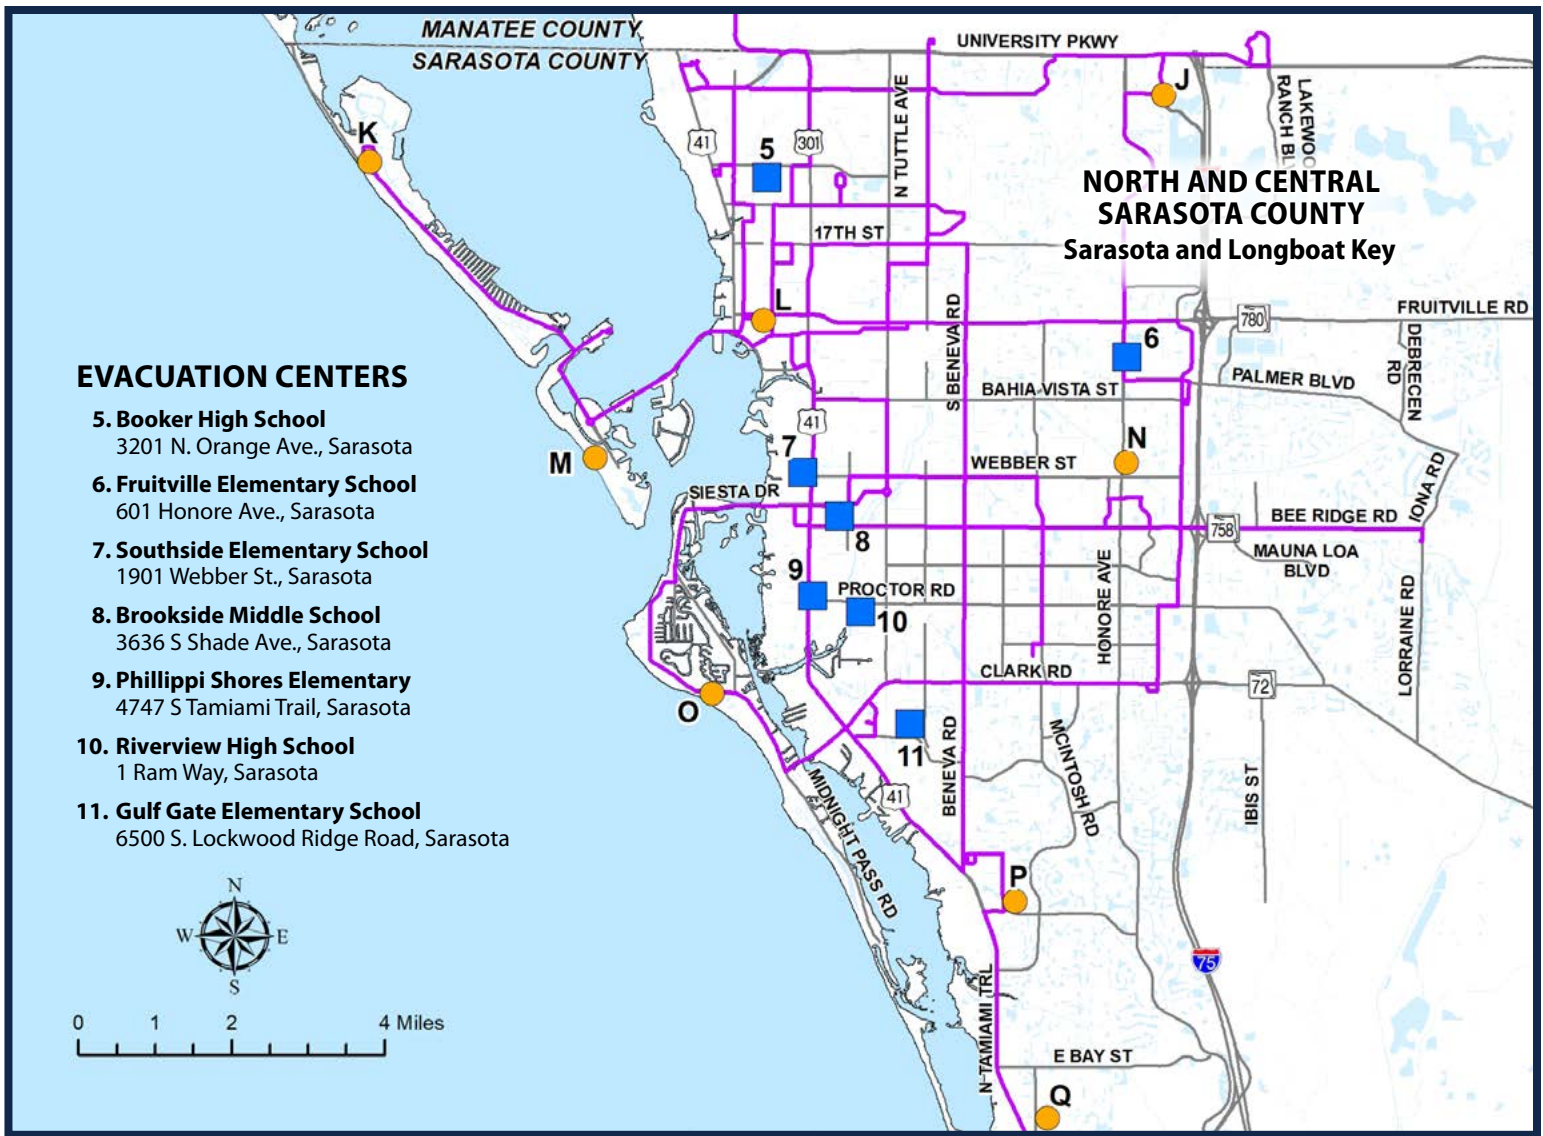 MANATEE COUNTY
SARASOTA COUNTY
UNIVERSITY PKWY
J
K
41
5
301
N TUTTLE AVE
LAKEWOO
RANCH BL
NORTH AND CENTRAL
SARASOTA COUNTY
Sarasota and Longboat Key
17TH ST
L
S BENEVA RD
FRUITVILLE RD
780
6
DEBRECEN
RD
PALMER BLVD
BAHIA VISTA ST
EVACUATION CENTERS
5. Booker High School
3201 N. Orange Ave., Sarasota
6. Fruitville Elementary School
601 Honore Ave., Sarasota
7. Southside Elementary School
1901 Webber St., Sarasota
8. Brookside Middle School
3636 S Shade Ave., Sarasota
9. Phillippi Shores Elementary
4747 S Tamiami Trail, Sarasota
10. Riverview High School
1 Ram Way, Sarasota
11. Gulf Gate Elementary School
6500 S. Lockwood Ridge Road, Sarasota
41
7
N
M
WEBBER ST
IONA RD
SIESTA DR
BEE RIDGE RD
758
8
MAUNA LOA
BLVD
9
PROCTOR RD
10
HONORE AVE
LORRAINE RD
CLARK RD
72
O
11
BENEVA RD
MCINTOSH RD
IBIS ST
41
MIDNIGHT PASS RD
P
75
N TAMIAMI TRL
E BAY ST
Q
N
W
E
S
0 1 2 4 Miles